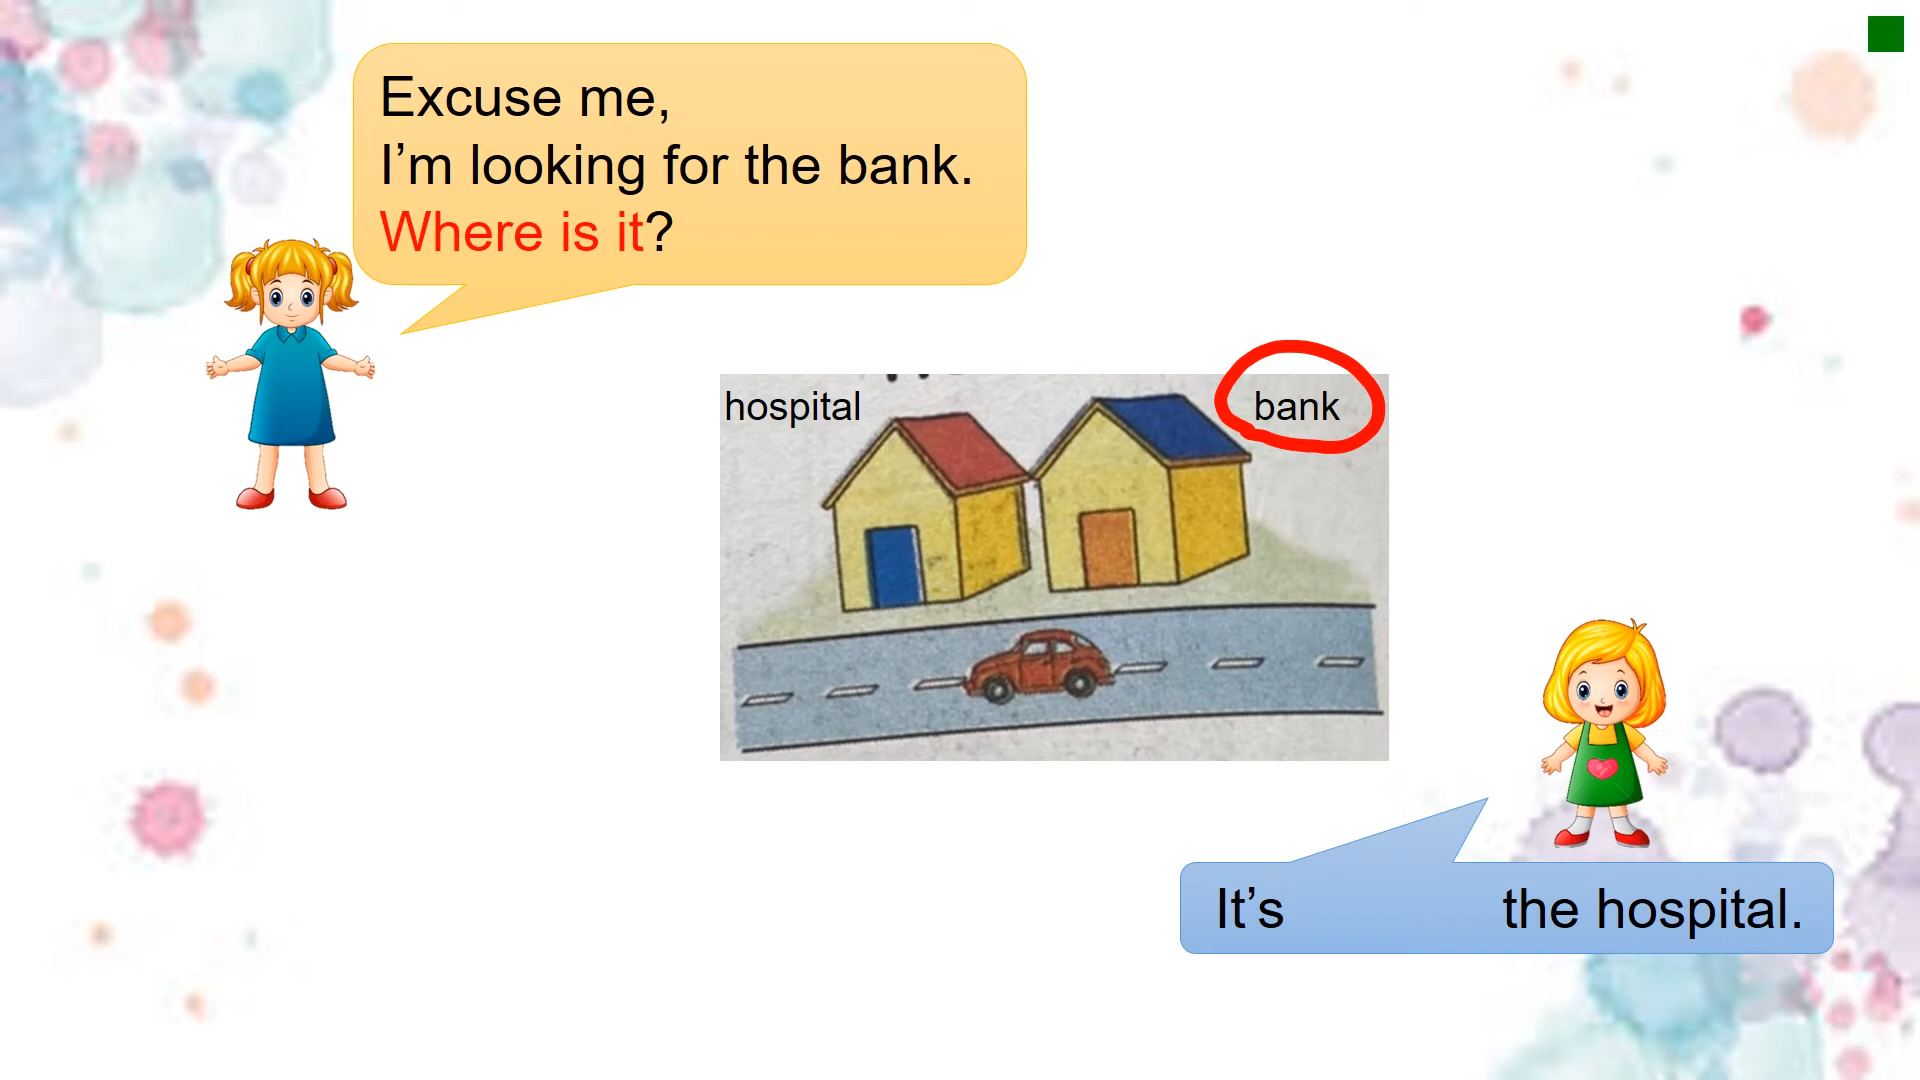 Excuse me,
I’m looking for the bank.
Where is it?
hospital
bank
It’s the hospital.